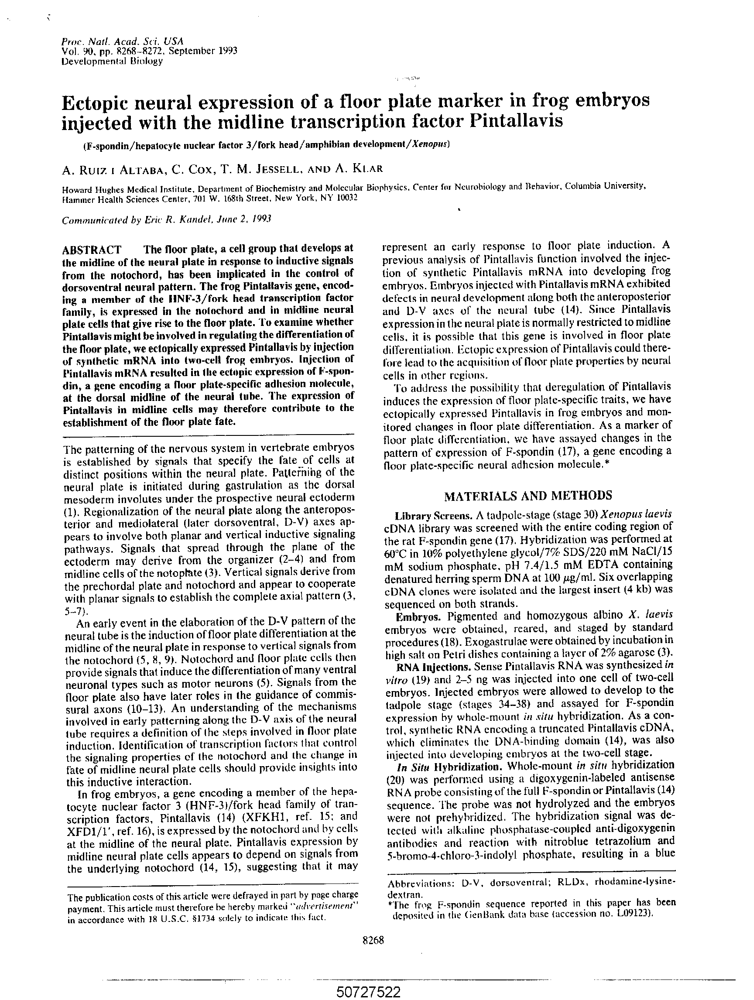 Proc. Natl. Acad. Sci. USA
Vol. 90, pp. 8268–8272, September 1993
Developmental Biology
Ectopic neural expression of a floor plate marker in frog embryos
injected with the midline transcription factor Pintallavis
(F-spondin/hepatocyte nuclear factor 3/fork head/amphibian development/Xenopus)
A. RUIZ I ALTABA, C. COX, T. M. JESSELL, AND A. KLAR
Howard Hughes Medical Institute, Department of Biochemistry and Molecular Biophysics, Center for Neurobiology and Behavior, Columbia University,
Hammer Health Sciences Center, 701 W. 168th Street, New York, NY 10032
Communicated by Eric R. Kandel, June 2, 1993
ABSTRACT The floor plate, a cell group that develops at
the midline of the neural plate in response to inductive signals
from the notochord, has been implicated in the control of
dorsoventral neural pattern. The frog Pintallavis gene, encod-
ing a member of the HNF-3/fork head transcription factor
family, is expressed in the notochord and in midline neural
plate cells that give rise to the floor plate. To examine whether
Pintallavis might be involved in regulating the differentiation of
the floor plate, we ectopically expressed Pintallavis by injection
of synthetic mRNA into two-cell frog embryos. Injection of
Pintallavis mRNA resulted in the ectopic expression of F-spon-
din, a gene encoding a floor plate-specific adhesion molecule,
at the dorsal midline of the neural tube. The expression of
Pintallavis in midline cells may therefore contribute to the
establishment of the floor plate fate.
The patterning of the nervous system in vertebrate embryos
is established by signals that specify the fate of cells at
distinct positions within the neural plate. Patterning of the
neural plate is initiated during gastrulation as the dorsal
mesoderm involutes under the prospective neural ectoderm
(1). Regionalization of the neural plate along the anteropos-
terior and mediolateral (later dorsoventral, D-V) axes ap-
pears to involve both planar and vertical inductive signaling
pathways. Signals that spread through the plane of the
ectoderm may derive from the organizer (2–4) and from
midline cells of the notoplate (3). Vertical signals derive from
the prechordal plate and notochord and appear to cooperate
with planar signals to establish the complete axial pattern (3,
5–7).
An early event in the elaboration of the D-V pattern of the
neural tube is the induction of floor plate differentiation at the
midline of the neural plate in response to vertical signals from
the notochord (5, 8, 9). Notochord and floor plate cells then
provide signals that induce the differentiation of many ventral
neuronal types such as motor neurons (5). Signals from the
floor plate also have later roles in the guidance of commis-
sural axons (10–13). An understanding of the mechanisms
involved in early patterning along the D-V axis of the neural
tube requires a definition of the steps involved in floor plate
induction. Identification of transcription factors that control
the signaling properties of the notochord and the change in
fate of midline neural plate cells should provide insights into
this inductive interaction.
In frog embryos, a gene encoding a member of the hepa-
tocyte nuclear factor 3 (HNF-3)/fork head family of tran-
scription factors, Pintallavis (14) (XFKH1, ref. 15; and
XFD1/1', ref. 16), is expressed by the notochord and by cells
at the midline of the neural plate. Pintallavis expression by
midline neural plate cells appears to depend on signals from
the underlying notochord (14, 15), suggesting that it may
The publication costs of this article were defrayed in part by page charge
payment. This article must therefore be hereby marked "advertisement"
in accordance with 18 U.S.C. §1734 solely to indicate this fact.
represent an early response to floor plate induction. A
previous analysis of Pintallavis function involved the injec-
tion of synthetic Pintallavis mRNA into developing frog
embryos. Embryos injected with Pintallavis mRNA exhibited
defects in neural development along both the anteroposterior
and D-V axes of the neural tube (14). Since Pintallavis
expression in the neural plate is normally restricted to midline
cells, it is possible that this gene is involved in floor plate
differentiation. Ectopic expression of Pintallavis could there-
fore lead to the acquisition of floor plate properties by neural
cells in other regions.
To address the possibility that deregulation of Pintallavis
induces the expression of floor plate-specific traits, we have
ectopically expressed Pintallavis in frog embryos and mon-
itored changes in floor plate differentiation. As a marker of
floor plate differentiation, we have assayed changes in the
pattern of expression of F-spondin (17), a gene encoding a
floor plate-specific neural adhesion molecule.*
MATERIALS AND METHODS
Library Screens. A tadpole-stage (stage 30) Xenopus laevis
cDNA library was screened with the entire coding region of
the rat F-spondin gene (17). Hybridization was performed at
60°C in 10% polyethylene glycol/7% SDS/220 mM NaCl/15
mM sodium phosphate, pH 7.4/1.5 mM EDTA containing
denatured herring sperm DNA at 100 μg/ml. Six overlapping
cDNA clones were isolated and the largest insert (4 kb) was
sequenced on both strands.
Embryos. Pigmented and homozygous albino X. laevis
embryos were obtained, reared, and staged by standard
procedures (18). Exogastrulae were obtained by incubation in
high salt on Petri dishes containing a layer of 2% agarose (3).
RNA Injections. Sense Pintallavis RNA was synthesized in
vitro (19) and 2–5 ng was injected into one cell of two-cell
embryos. Injected embryos were allowed to develop to the
tadpole stage (stages 34–38) and assayed for F-spondin
expression by whole-mount in situ hybridization. As a con-
trol, synthetic RNA encoding a truncated Pintallavis cDNA,
which eliminates the DNA-binding domain (14), was also
injected into developing embryos at the two-cell stage.
In Situ Hybridization. Whole-mount in situ hybridization
(20) was performed using a digoxygenin-labeled antisense
RNA probe consisting of the full F-spondin or Pintallavis (14)
sequence. The probe was not hydrolyzed and the embryos
were not prehybridized. The hybridization signal was de-
tected with alkaline phosphatase-coupled anti-digoxygenin
antibodies and reaction with nitroblue tetrazolium and
5-bromo-4-chloro-3-indolyl phosphate, resulting in a blue
Abbreviations: D-V, dorsoventral; RLDx, rhodamine-lysine-
dextran.
*The frog F-spondin sequence reported in this paper has been
deposited in the GenBank data base (accession no. L09123).
8268
50727522